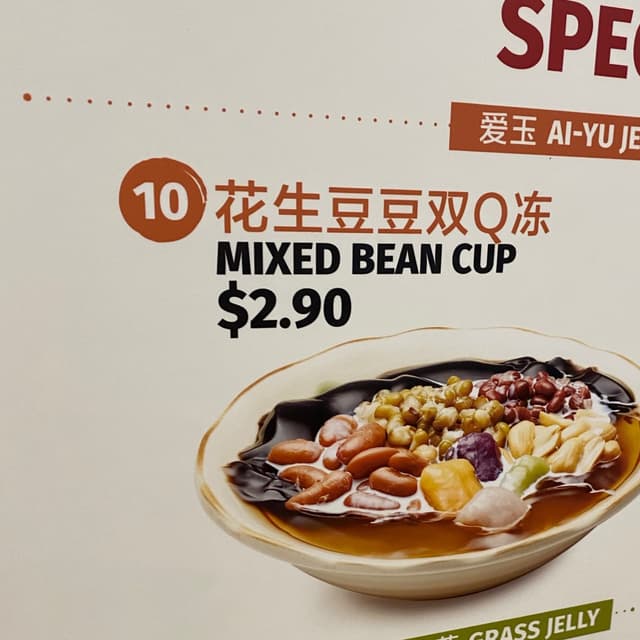 SPEC
爱玉 AI-YU JE
10 花生豆豆双Q冻
MIXED BEAN CUP
$2.90
GRASS JELLY